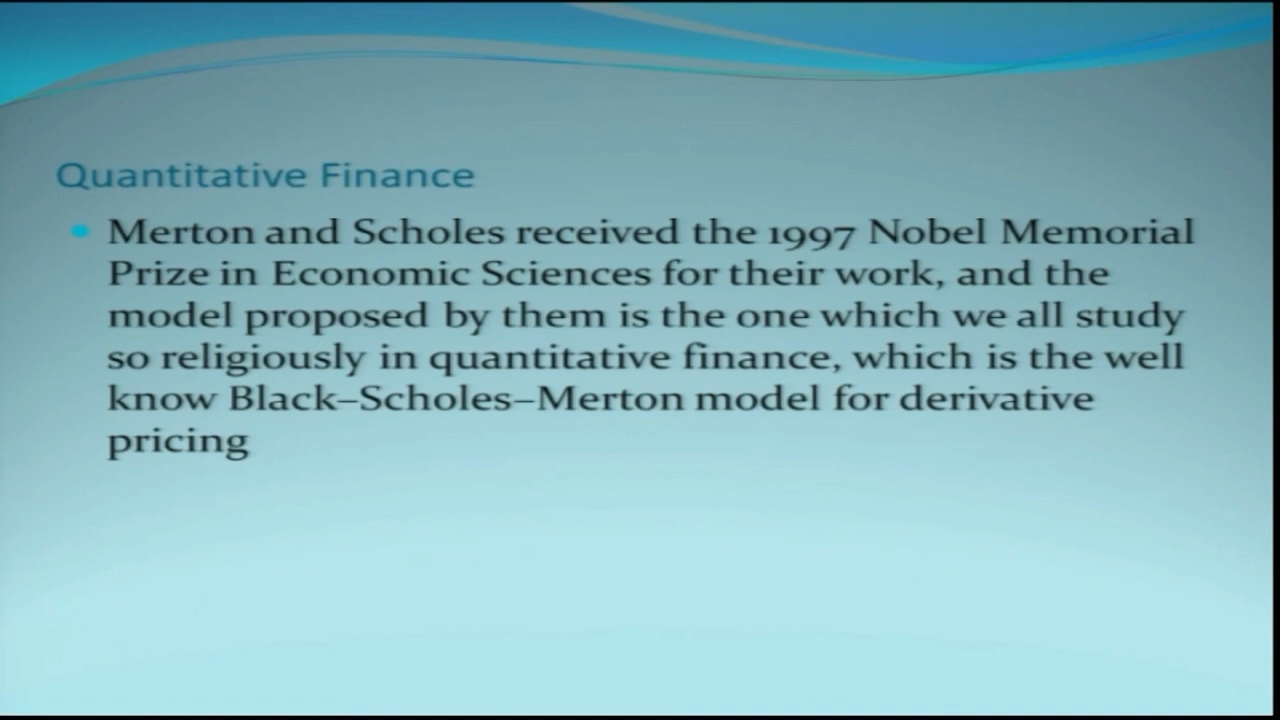 Quantitative Finance
• Merton and Scholes received the 1997 Nobel Memorial
Prize in Economic Sciences for their work, and the
model proposed by them is the one which we all study
so religiously in quantitative finance, which is the well
know Black–Scholes–Merton model for derivative
pricing